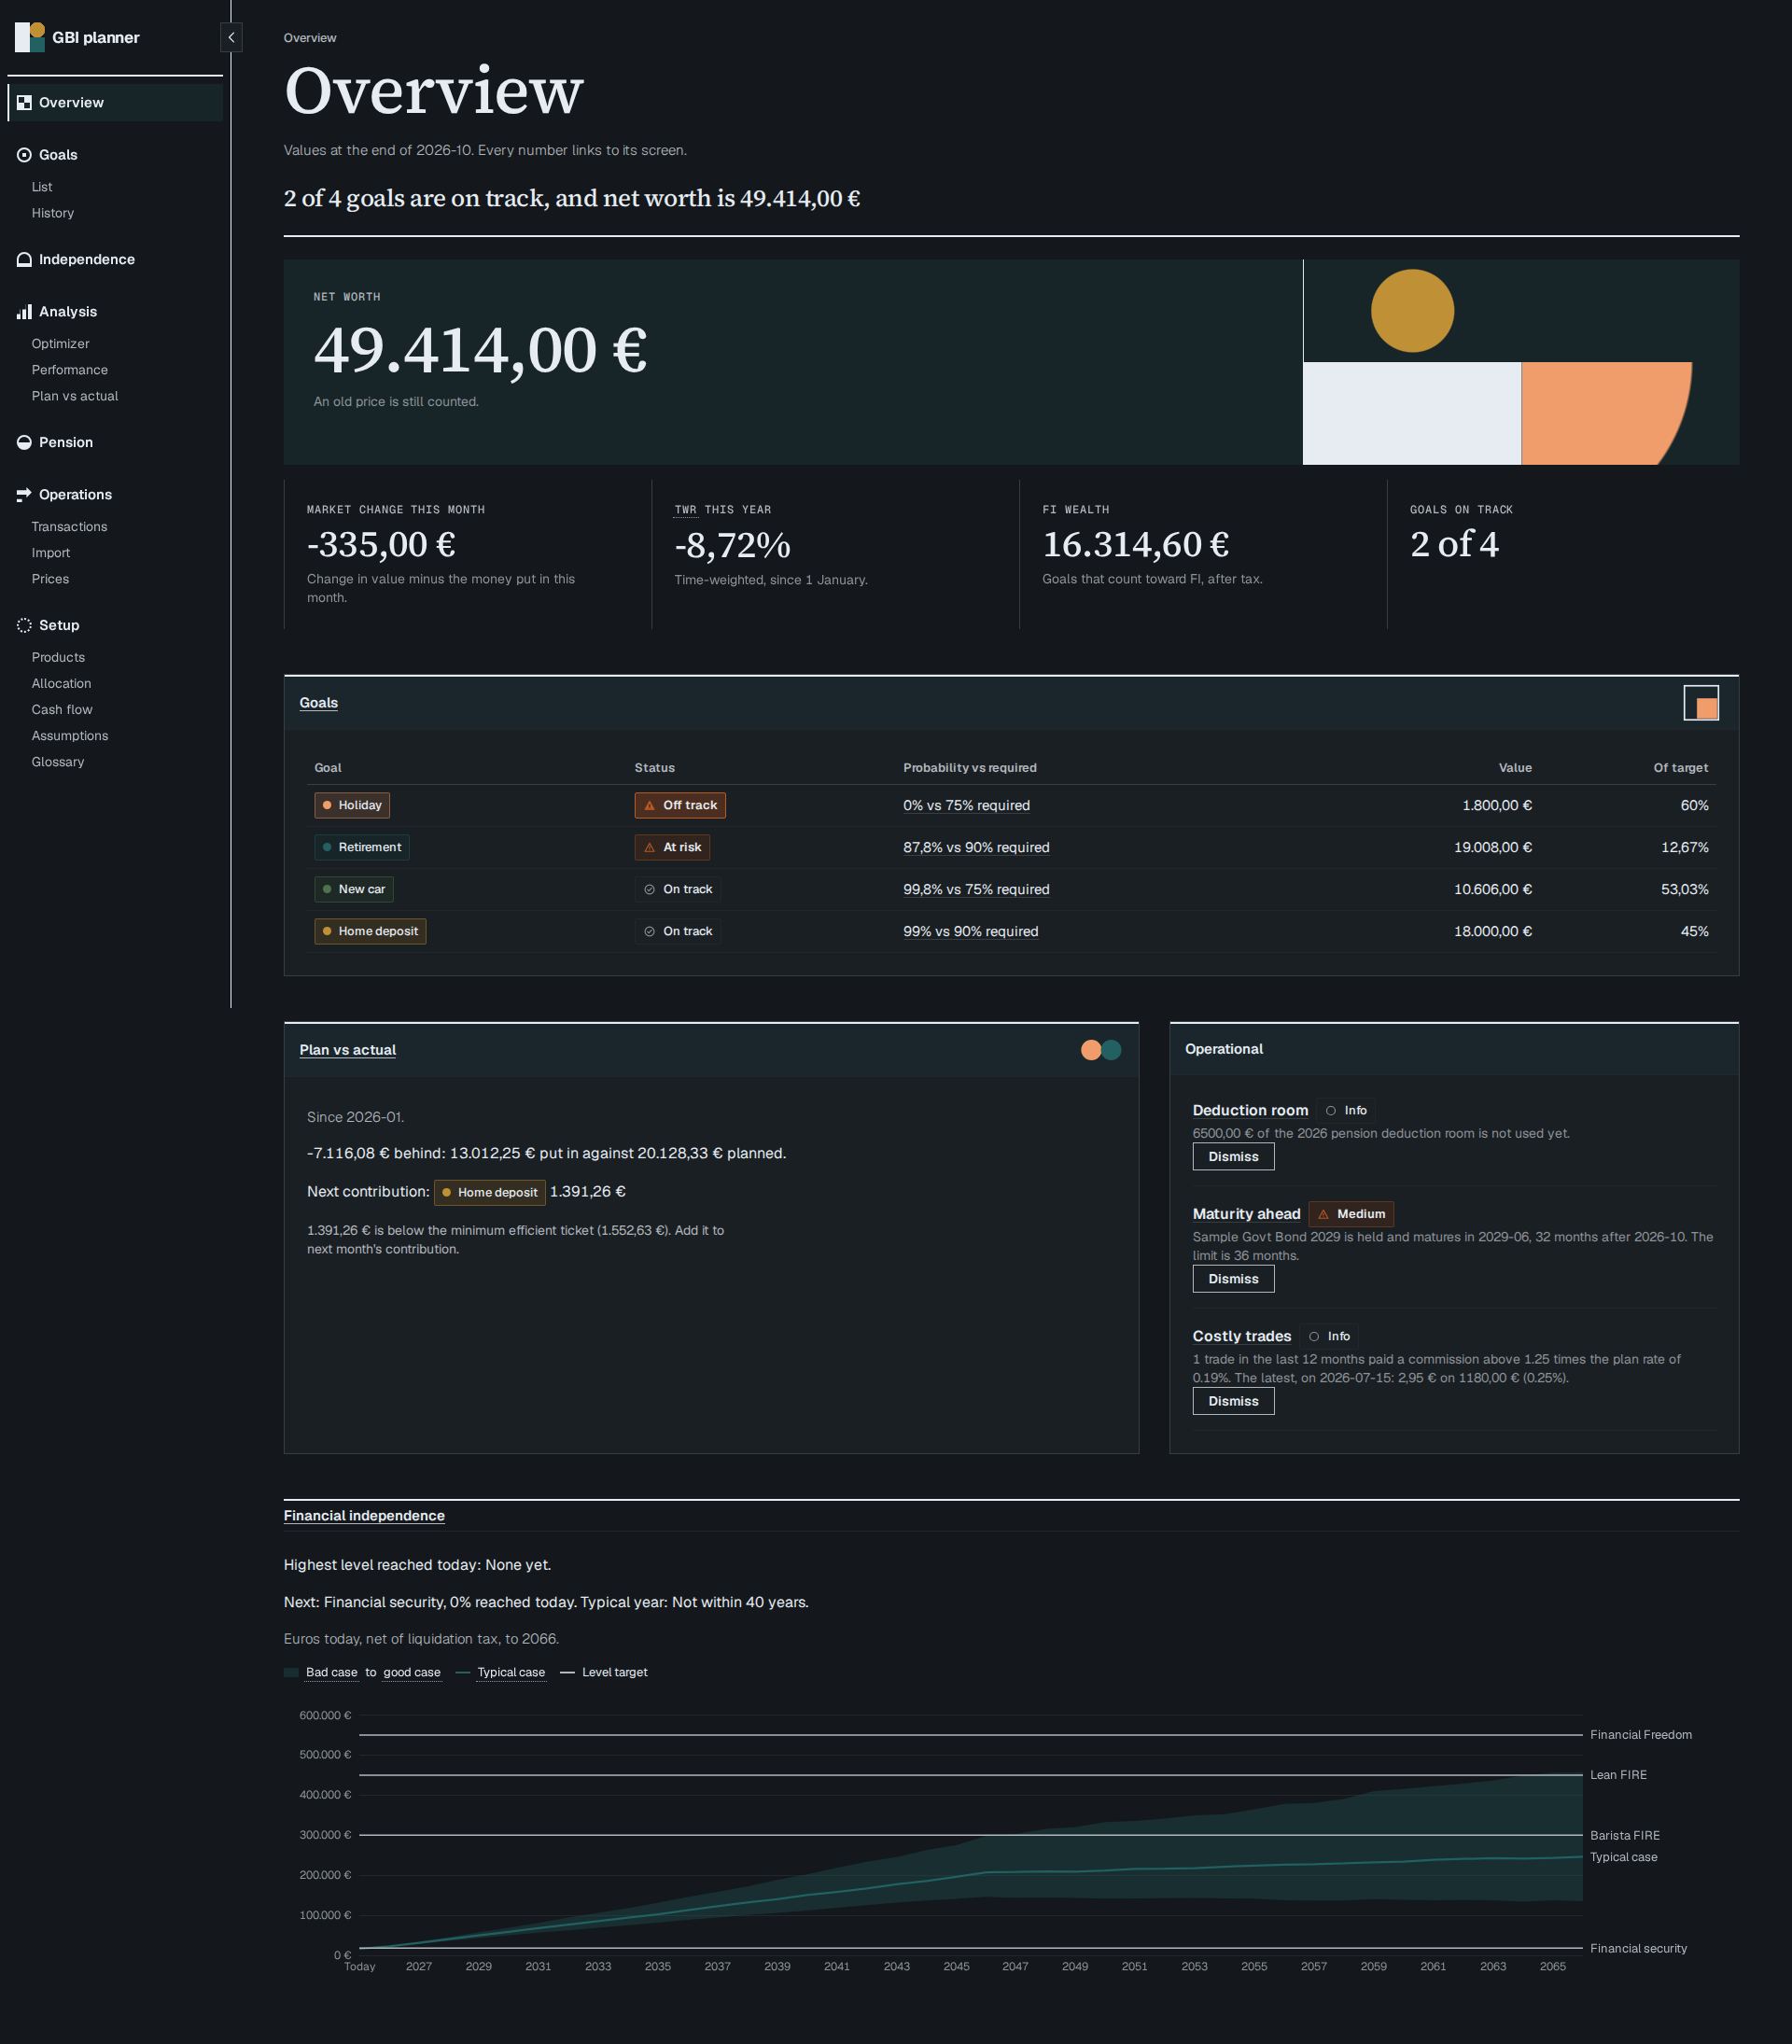 GBI planner
Overview
Goals
List
History
Independence
Analysis
Optimizer
Performance
Plan vs actual
Pension
Operations
Transactions
Import
Prices
Setup
Products
Allocation
Cash flow
Assumptions
Glossary
Overview
Overview
Values at the end of 2026-10. Every number links to its screen.
2 of 4 goals are on track, and net worth is 49.414,00 €
NET WORTH
49.414,00 €
An old price is still counted.
MARKET CHANGE THIS MONTH
-335,00 €
Change in value minus the money put in this
month.
TWR THIS YEAR
-8,72%
Time-weighted, since 1 January.
FI WEALTH
16.314,60 €
Goals that count toward FI, after tax.
GOALS ON TRACK
2 of 4
Goals
Goal Status Probability vs required Value Of target
Holiday Off track 0% vs 75% required 1.800,00 € 60%
Retirement At risk 87,8% vs 90% required 19.008,00 € 12,67%
New car On track 99,8% vs 75% required 10.606,00 € 53,03%
Home deposit On track 99% vs 90% required 18.000,00 € 45%
Plan vs actual
Since 2026-01.
-7.116,08 € behind: 13.012,25 € put in against 20.128,33 € planned.
Next contribution: Home deposit 1.391,26 €
1.391,26 € is below the minimum efficient ticket (1.552,63 €). Add it to
next month's contribution.
Operational
Deduction room Info
6500,00 € of the 2026 pension deduction room is not used yet.
Dismiss
Maturity ahead Medium
Sample Govt Bond 2029 is held and matures in 2029-06, 32 months after 2026-10. The
limit is 36 months.
Dismiss
Costly trades Info
1 trade in the last 12 months paid a commission above 1.25 times the plan rate of
0.19%. The latest, on 2026-07-15: 2,95 € on 1180,00 € (0.25%).
Dismiss
Financial independence
Highest level reached today: None yet.
Next: Financial security, 0% reached today. Typical year: Not within 40 years.
Euros today, net of liquidation tax, to 2066.
Bad case to good case Typical case Level target
600.000 €
Financial Freedom
500.000 €
Lean FIRE
400.000 €
300.000 €
Barista FIRE
Typical case
200.000 €
100.000 €
Financial security
0 €
Today 2027 2029 2031 2033 2035 2037 2039 2041 2043 2045 2047 2049 2051 2053 2055 2057 2059 2061 2063 2065